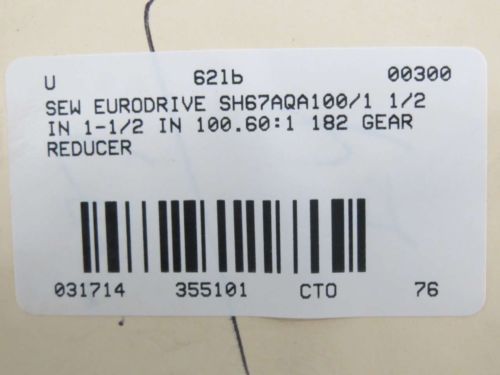 U 62lb 00300
SEW EURODRIVE SH67AQA100/1 1/2
IN 1-1/2 IN 100.60:1 182 GEAR
REDUCER
031714 355101 CTO 76